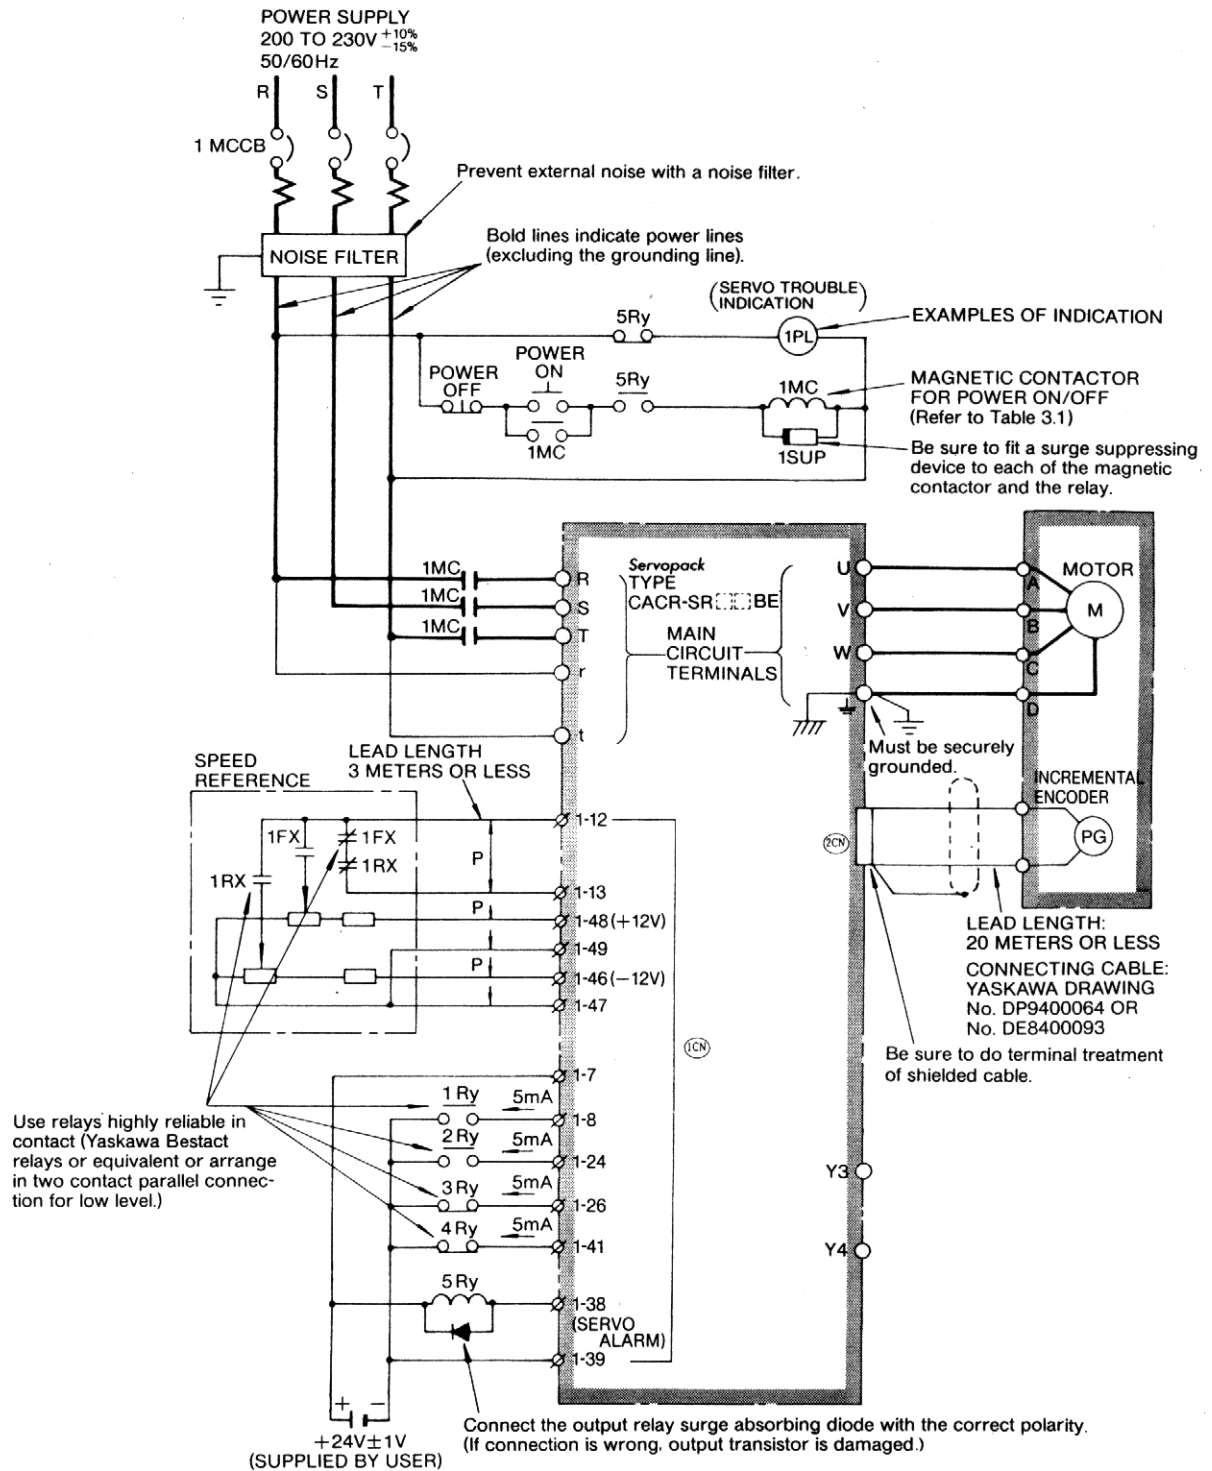 POWER SUPPLY
200 TO 230V +10% −15%
50/60Hz
R
S
T
1 MCCB
Prevent external noise with a noise filter.
NOISE FILTER
Bold lines indicate power lines
(excluding the grounding line).
(SERVO TROUBLE
INDICATION)
5Ry
1PL
EXAMPLES OF INDICATION
POWER
OFF
POWER
ON
5Ry
1MC
1MC
1SUP
MAGNETIC CONTACTOR
FOR POWER ON/OFF
(Refer to Table 3.1)
Be sure to fit a surge suppressing
device to each of the magnetic
contactor and the relay.
1MC
1MC
1MC
R
S
T
r
t
Servopack
TYPE
CACR-SR BE
MAIN
CIRCUIT
TERMINALS
U
V
W
A
B
C
D
MOTOR
M
Must be securely
grounded.
INCREMENTAL
ENCODER
PG
2CN
LEAD LENGTH:
20 METERS OR LESS
CONNECTING CABLE:
YASKAWA DRAWING
No. DP9400064 OR
No. DE8400093
Be sure to do terminal treatment
of shielded cable.
SPEED
REFERENCE
LEAD LENGTH
3 METERS OR LESS
1FX
1FX
1RX
1RX
P
P
P
1-12
1-13
1-48 (+12V)
1-49
1-46 (−12V)
1-47
1CN
1-7
1 Ry
5mA
1-8
2 Ry
5mA
1-24
3 Ry
5mA
1-26
4 Ry
5mA
1-41
Use relays highly reliable in
contact (Yaskawa Bestact
relays or equivalent or arrange
in two contact parallel connec-
tion for low level.)
Y3
Y4
5 Ry
1-38
(SERVO
ALARM)
1-39
+
−
+24V±1V
(SUPPLIED BY USER)
Connect the output relay surge absorbing diode with the correct polarity.
(If connection is wrong, output transistor is damaged.)